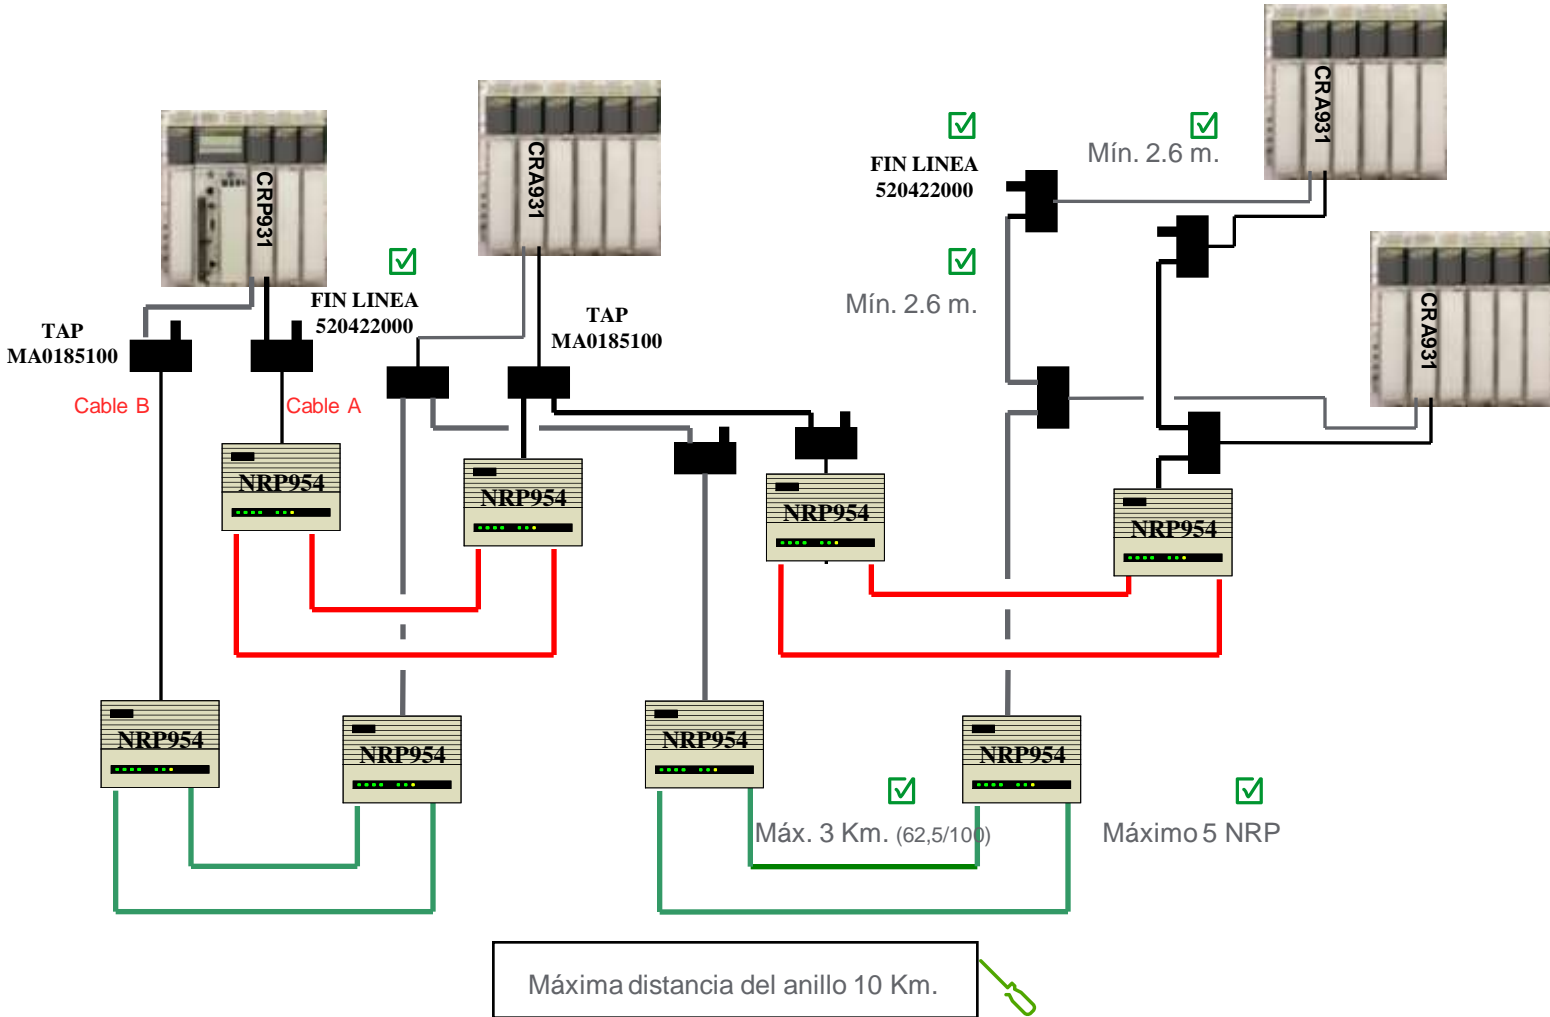 CRP931
CRA931
CRA931
CRA931
FIN LINEA
520422000
Mín. 2.6 m.
Mín. 2.6 m.
FIN LINEA
520422000
TAP
MA0185100
TAP
MA0185100
Cable B
Cable A
NRP954
NRP954
NRP954
NRP954
NRP954
NRP954
NRP954
NRP954
Máx. 3 Km. (62,5/100)
Máximo 5 NRP
Máxima distancia del anillo 10 Km.